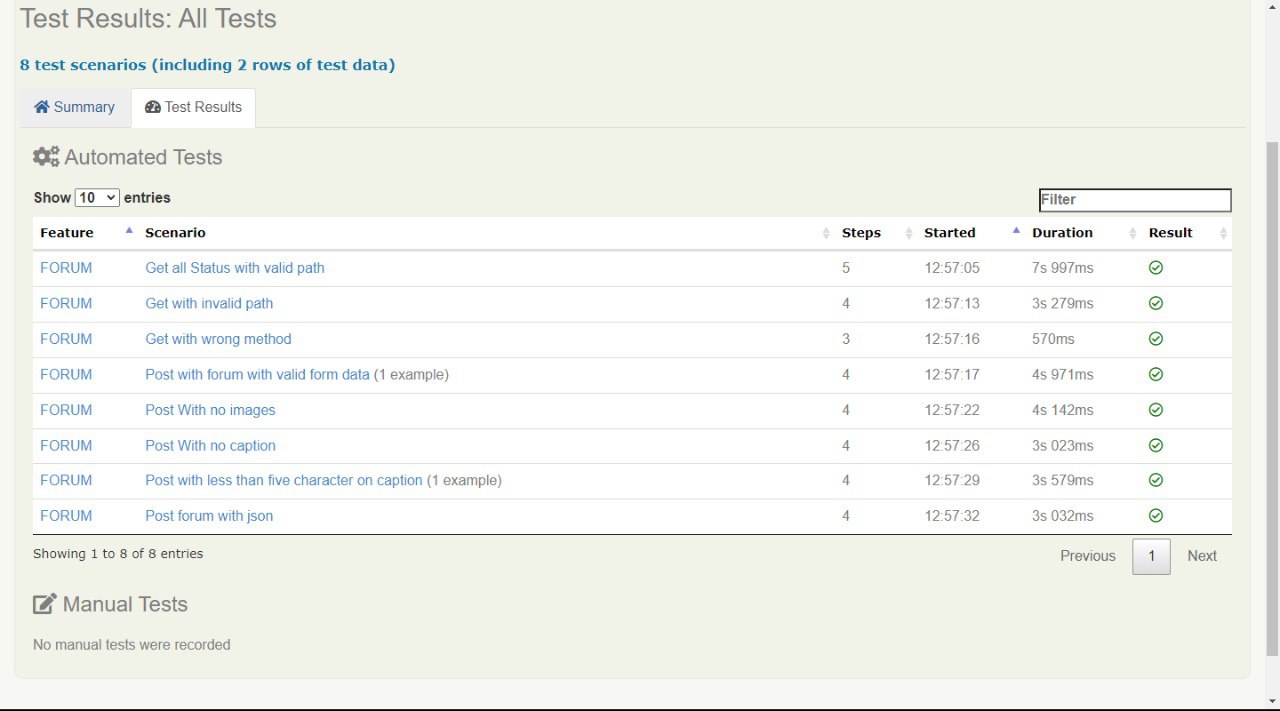 Test Results: All Tests
8 test scenarios (including 2 rows of test data)
Summary Test Results
Automated Tests
Show 10 entries Filter
Feature Scenario Steps Started Duration Result
FORUM Get all Status with valid path 5 12:57:05 7s 997ms
FORUM Get with invalid path 4 12:57:13 3s 279ms
FORUM Get with wrong method 3 12:57:16 570ms
FORUM Post with forum with valid form data (1 example) 4 12:57:17 4s 971ms
FORUM Post With no images 4 12:57:22 4s 142ms
FORUM Post With no caption 4 12:57:26 3s 023ms
FORUM Post with less than five character on caption (1 example) 4 12:57:29 3s 579ms
FORUM Post forum with json 4 12:57:32 3s 032ms
Showing 1 to 8 of 8 entries Previous 1 Next
Manual Tests
No manual tests were recorded